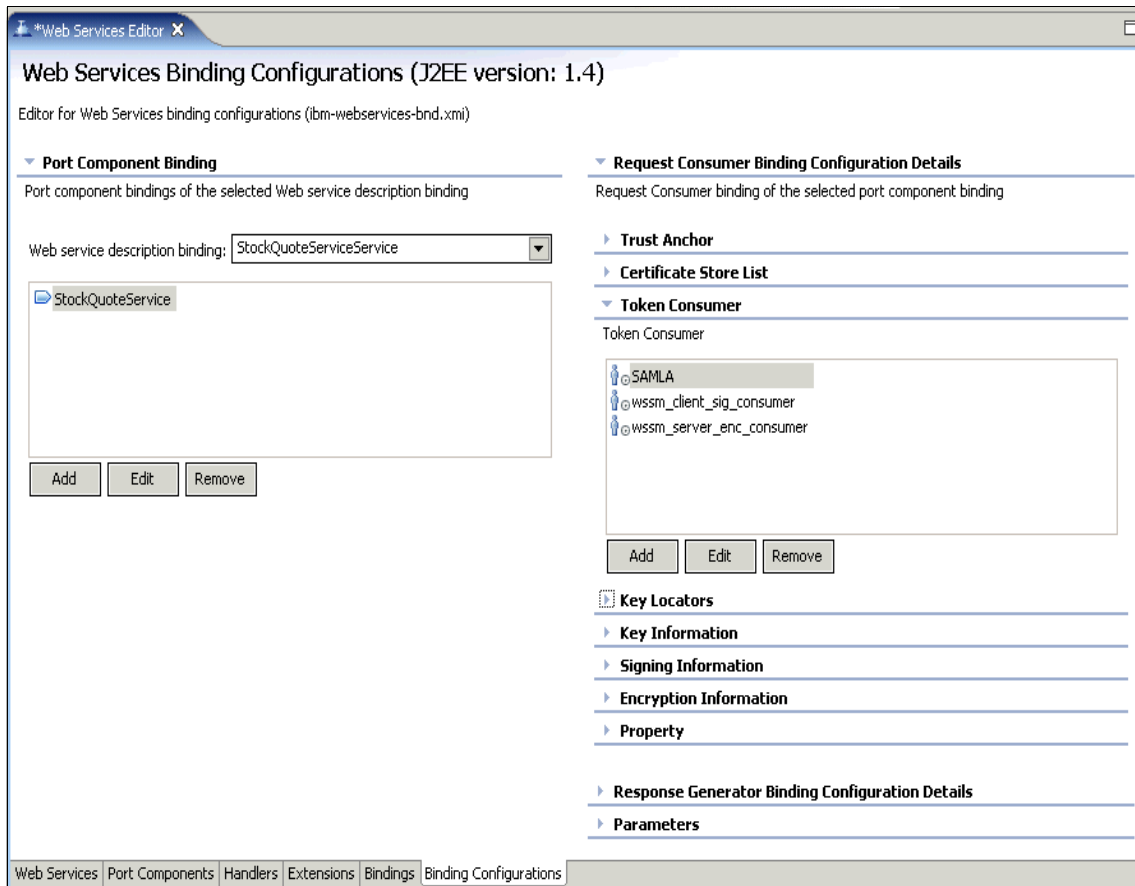 *Web Services Editor
Web Services Binding Configurations (J2EE version: 1.4)
Editor for Web Services binding configurations (ibm-webservices-bnd.xmi)
Port Component Binding
Port component bindings of the selected Web service description binding
Web service description binding: StockQuoteServiceService
StockQuoteService
Add Edit Remove
Request Consumer Binding Configuration Details
Request Consumer binding of the selected port component binding
Trust Anchor
Certificate Store List
Token Consumer
Token Consumer
SAMLA
wssm_client_sig_consumer
wssm_server_enc_consumer
Add Edit Remove
Key Locators
Key Information
Signing Information
Encryption Information
Property
Response Generator Binding Configuration Details
Parameters
Web Services Port Components Handlers Extensions Bindings Binding Configurations